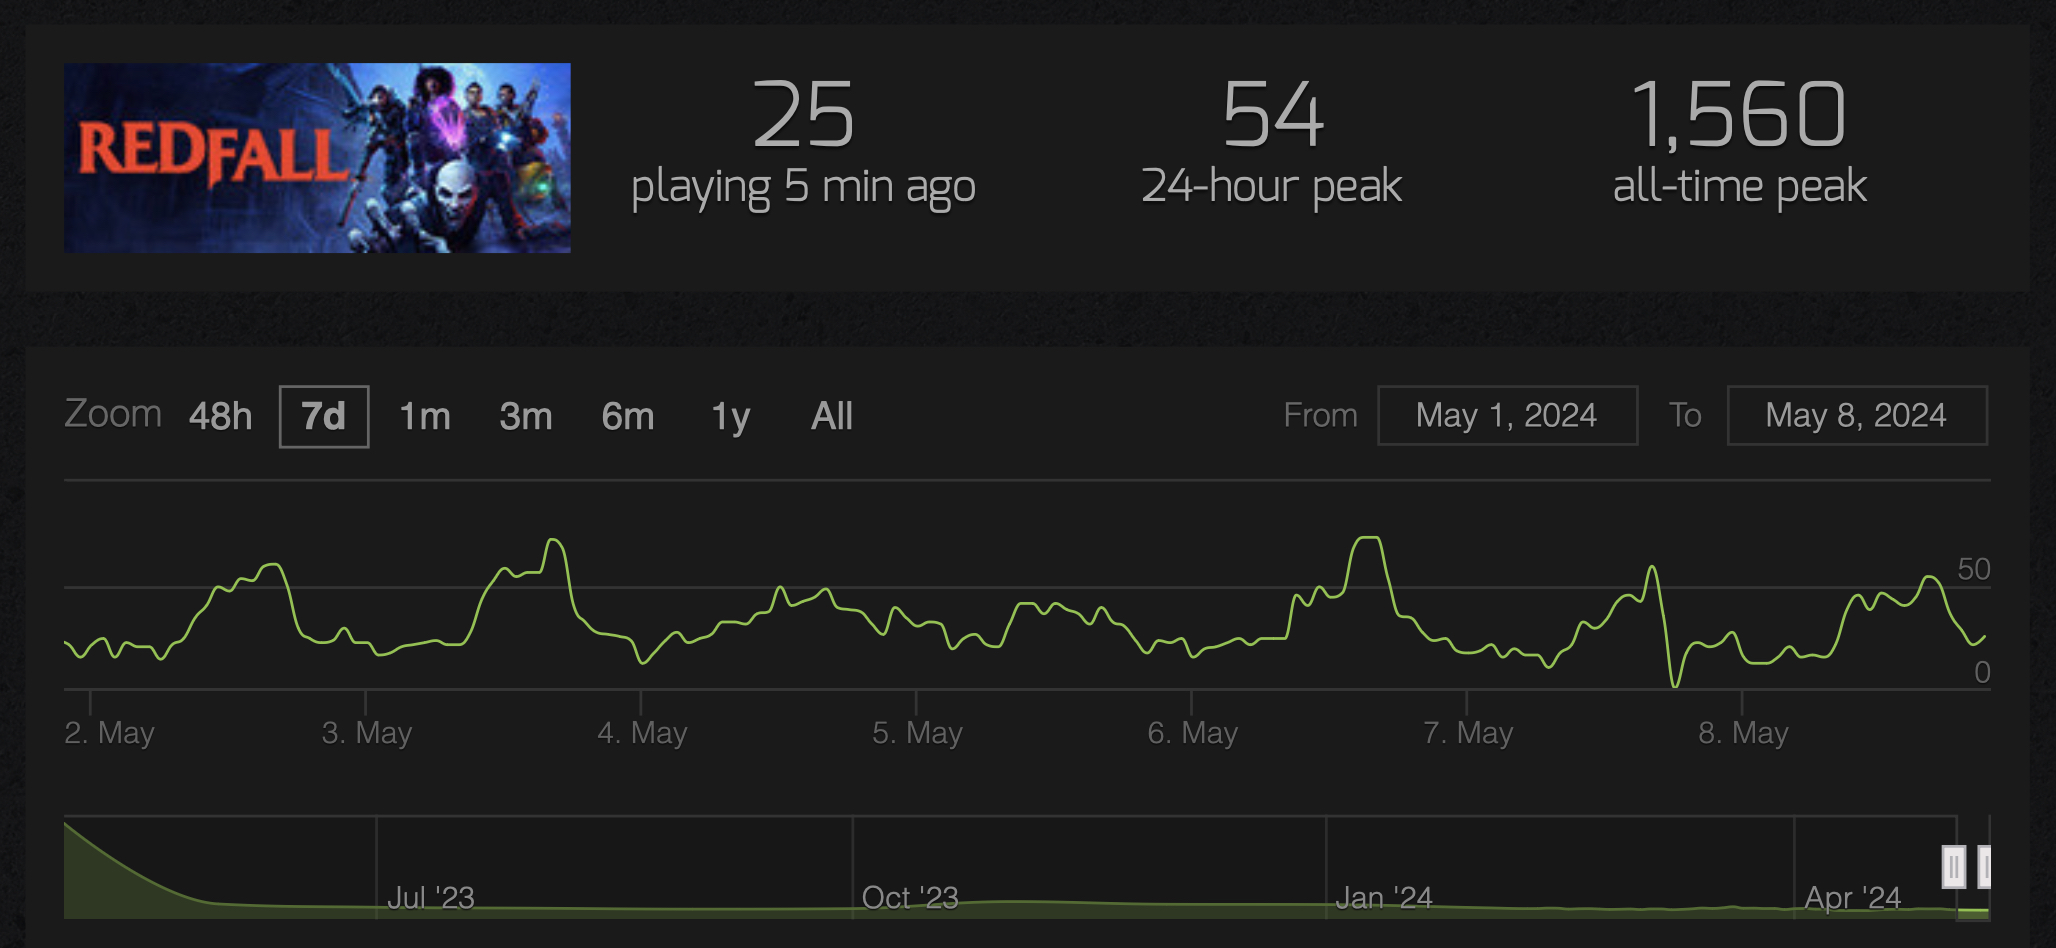 REDFALL
25
playing 5 min ago
54
24-hour peak
1,560
all-time peak
Zoom 48h 7d 1m 3m 6m 1y All
From May 1, 2024 To May 8, 2024
50
0
2. May 3. May 4. May 5. May 6. May 7. May 8. May
Jul '23 Oct '23 Jan '24 Apr '24